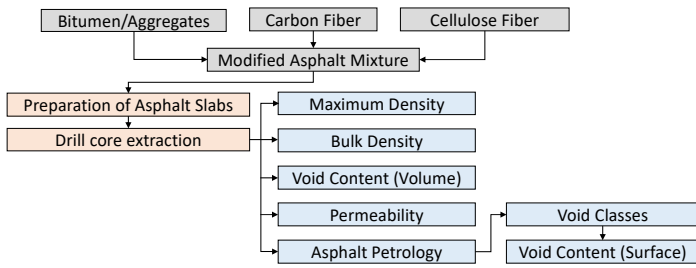 Bitumen/Aggregates
Carbon Fiber
Cellulose Fiber
Modified Asphalt Mixture
Preparation of Asphalt Slabs
Drill core extraction
Maximum Density
Bulk Density
Void Content (Volume)
Permeability
Asphalt Petrology
Void Classes
Void Content (Surface)